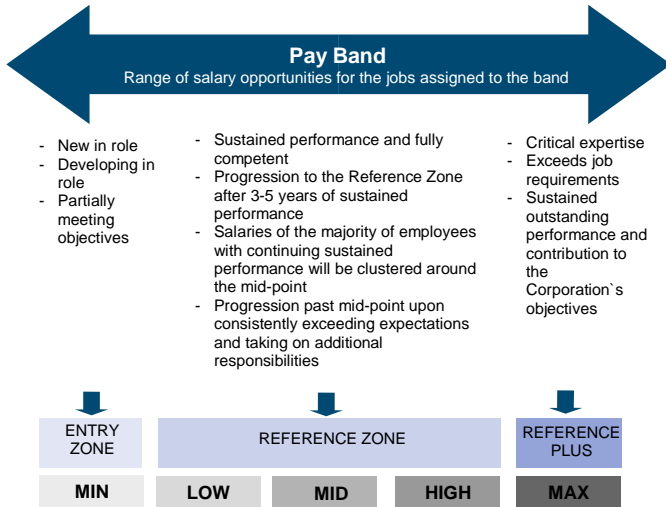 Pay Band
Range of salary opportunities for the jobs assigned to the band
- New in role
- Developing in
role
- Partially
meeting
objectives
- Sustained performance and fully
competent
- Progression to the Reference Zone
after 3-5 years of sustained
performance
- Salaries of the majority of employees
with continuing sustained
performance will be clustered around
the mid-point
- Progression past mid-point upon
consistently exceeding expectations
and taking on additional
responsibilities
- Critical expertise
- Exceeds job
requirements
- Sustained
outstanding
performance and
contribution to
the
Corporation`s
objectives
ENTRY
ZONE
REFERENCE ZONE
REFERENCE
PLUS
MIN
LOW
MID
HIGH
MAX